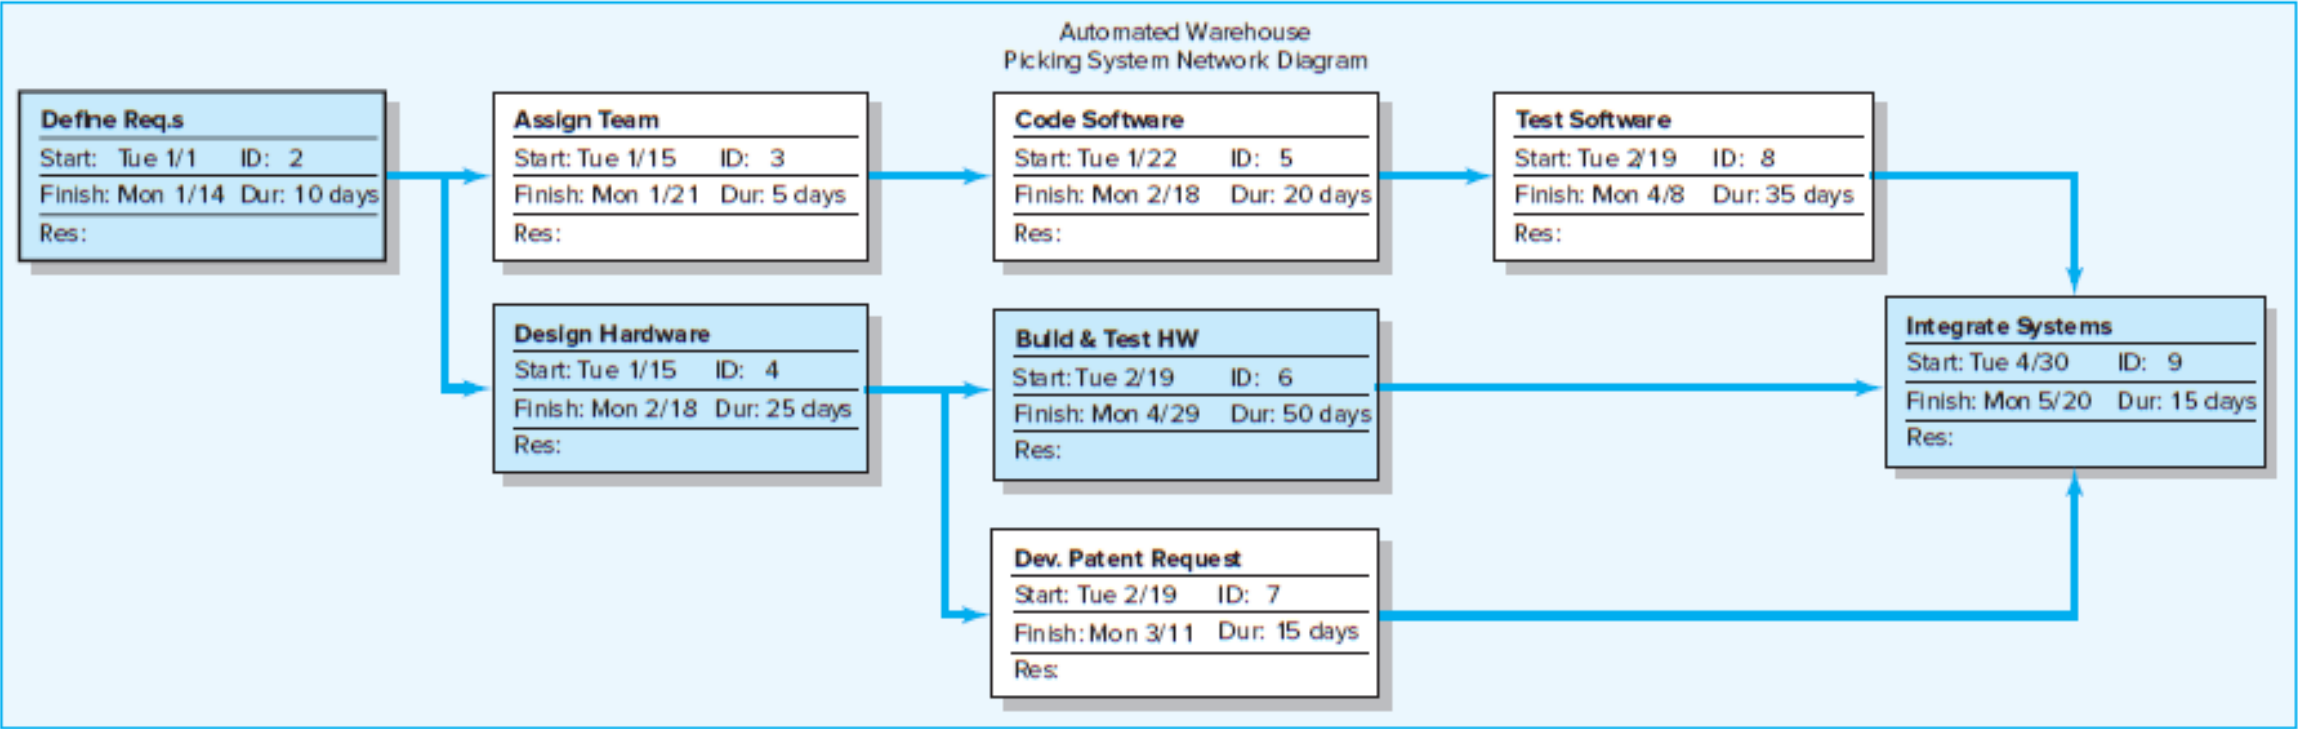 Automated Warehouse
Picking System Network Diagram
Define Req.s
Start: Tue 1/1 ID: 2
Finish: Mon 1/14 Dur: 10 days
Res:
Assign Team
Start: Tue 1/15 ID: 3
Finish: Mon 1/21 Dur: 5 days
Res:
Code Software
Start: Tue 1/22 ID: 5
Finish: Mon 2/18 Dur: 20 days
Res:
Test Software
Start: Tue 2/19 ID: 8
Finish: Mon 4/8 Dur: 35 days
Res:
Design Hardware
Start: Tue 1/15 ID: 4
Finish: Mon 2/18 Dur: 25 days
Res:
Build & Test HW
Start: Tue 2/19 ID: 6
Finish: Mon 4/29 Dur: 50 days
Res:
Integrate Systems
Start: Tue 4/30 ID: 9
Finish: Mon 5/20 Dur: 15 days
Res:
Dev. Patent Request
Start: Tue 2/19 ID: 7
Finish: Mon 3/11 Dur: 15 days
Res: